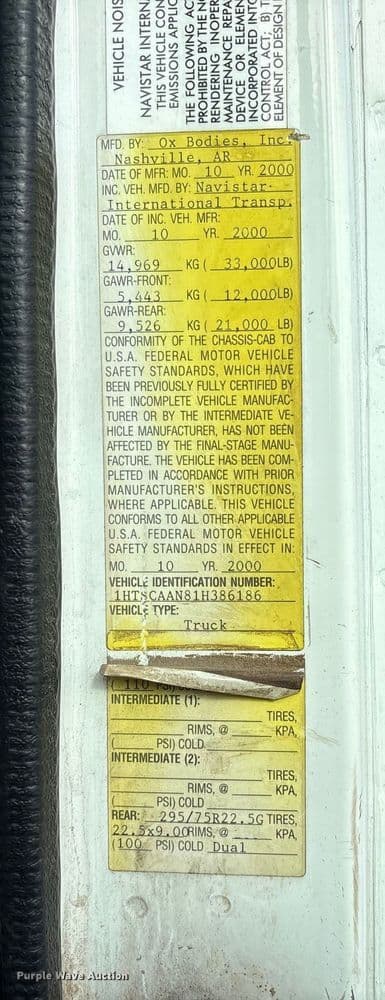 VEHICLE NOIS
NAVISTAR INTERNA
THIS VEHICLE CON
EMISSIONS APPLIC
THE FOLLOWING AC
PROHIBITED BY THE N
RENDERING INOPER
MAINTENANCE REPA
DEVICE OR ELEMEN
INCORPORATED INTO
CONTROL ACT; B) T
ELEMENT OF DESIGN
MFD. BY: Ox Bodies, Inc.
Nashville, AR
DATE OF MFR: MO. 10 YR. 2000
INC. VEH. MFD. BY: Navistar
International Transp.
DATE OF INC. VEH. MFR:
MO. 10 YR. 2000
GVWR:
14,969 KG ( 33,000LB)
GAWR-FRONT:
5,443 KG ( 12,000LB)
GAWR-REAR:
9,526 KG ( 21,000 LB)
CONFORMITY OF THE CHASSIS-CAB TO
U.S.A. FEDERAL MOTOR VEHICLE
SAFETY STANDARDS, WHICH HAVE
BEEN PREVIOUSLY FULLY CERTIFIED BY
THE INCOMPLETE VEHICLE MANUFAC-
TURER OR BY THE INTERMEDIATE VE-
HICLE MANUFACTURER, HAS NOT BEEN
AFFECTED BY THE FINAL-STAGE MANU-
FACTURE. THE VEHICLE HAS BEEN COM-
PLETED IN ACCORDANCE WITH PRIOR
MANUFACTURER'S INSTRUCTIONS,
WHERE APPLICABLE. THIS VEHICLE
CONFORMS TO ALL OTHER APPLICABLE
U.S.A. FEDERAL MOTOR VEHICLE
SAFETY STANDARDS IN EFFECT IN:
MO. 10 YR. 2000
VEHICLE IDENTIFICATION NUMBER:
1HTSCAAN81H386186
VEHICLE TYPE:
Truck
(110 PSI) COL
INTERMEDIATE (1):
TIRES,
RIMS, @ KPA,
( PSI) COLD
INTERMEDIATE (2):
TIRES,
RIMS, @ KPA,
( PSI) COLD
REAR: 295/75R22.5G TIRES,
22.5x9.00RIMS, @ KPA,
(100 PSI) COLD Dual
Purple Wave Auction